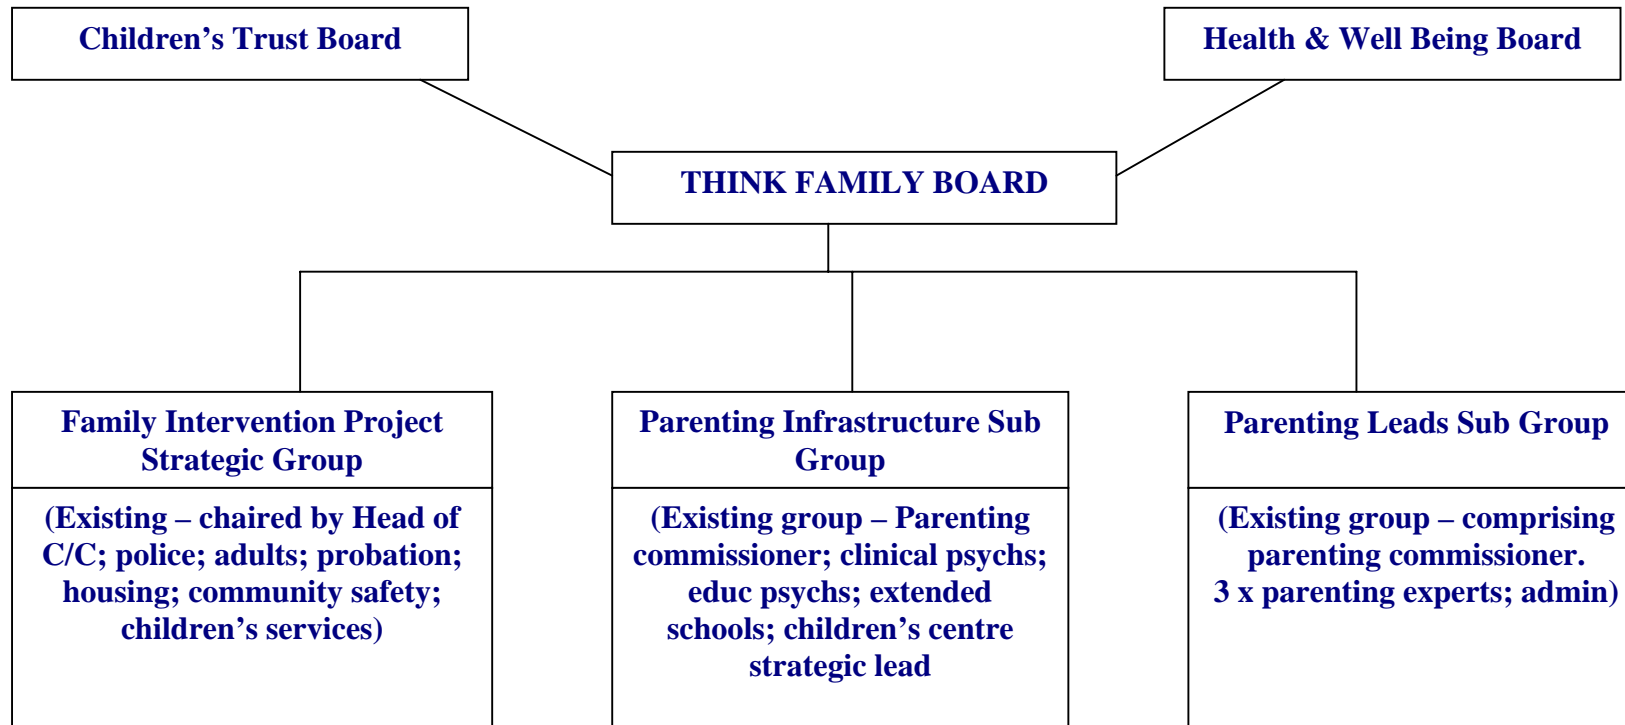 Children's Trust Board
Health & Well Being Board
THINK FAMILY BOARD
Family Intervention Project
Strategic Group
(Existing – chaired by Head of
C/C; police; adults; probation;
housing; community safety;
children's services)
Parenting Infrastructure Sub
Group
(Existing group – Parenting
commissioner; clinical psychs;
educ psychs; extended
schools; children's centre
strategic lead
Parenting Leads Sub Group
(Existing group – comprising
parenting commissioner.
3 x parenting experts; admin)